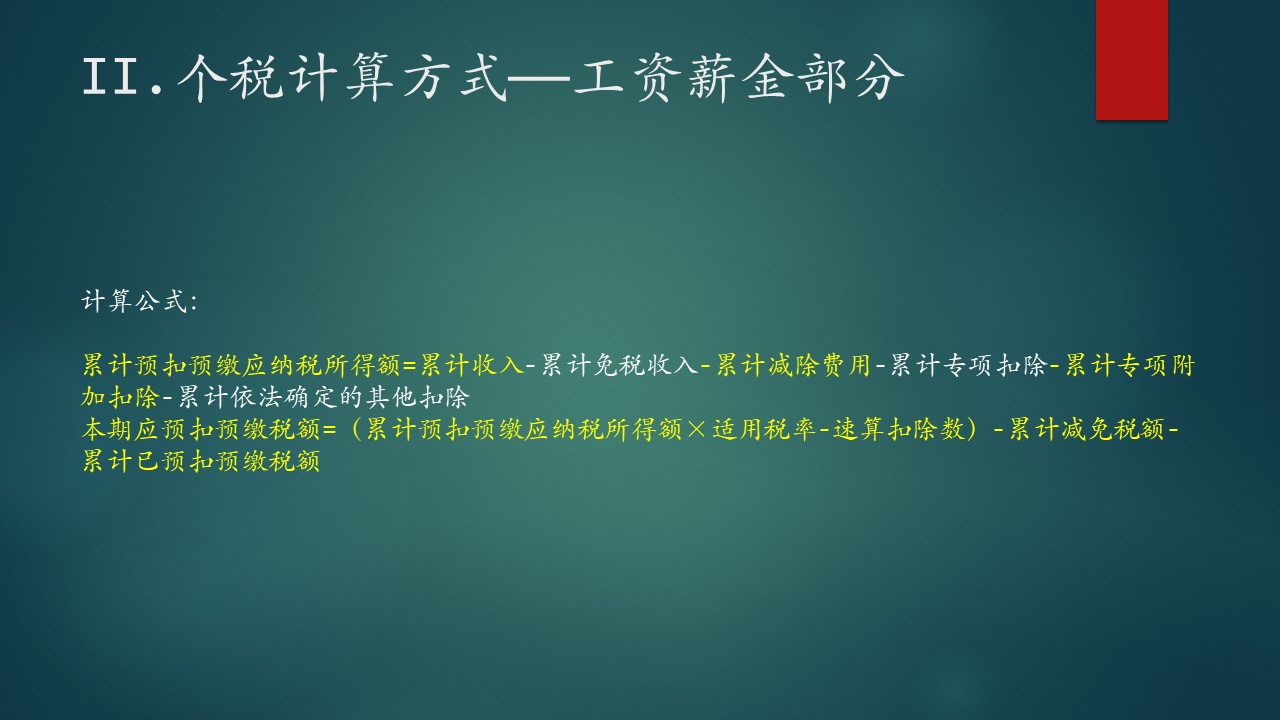 II.个税计算方式——工资薪金部分
计算公式:
累计预扣预缴应纳税所得额=累计收入-累计免税收入-累计减除费用-累计专项扣除-累计专项附
加扣除-累计依法确定的其他扣除
本期应预扣预缴税额=（累计预扣预缴应纳税所得额×适用税率-速算扣除数）-累计减免税额-
累计已预扣预缴税额